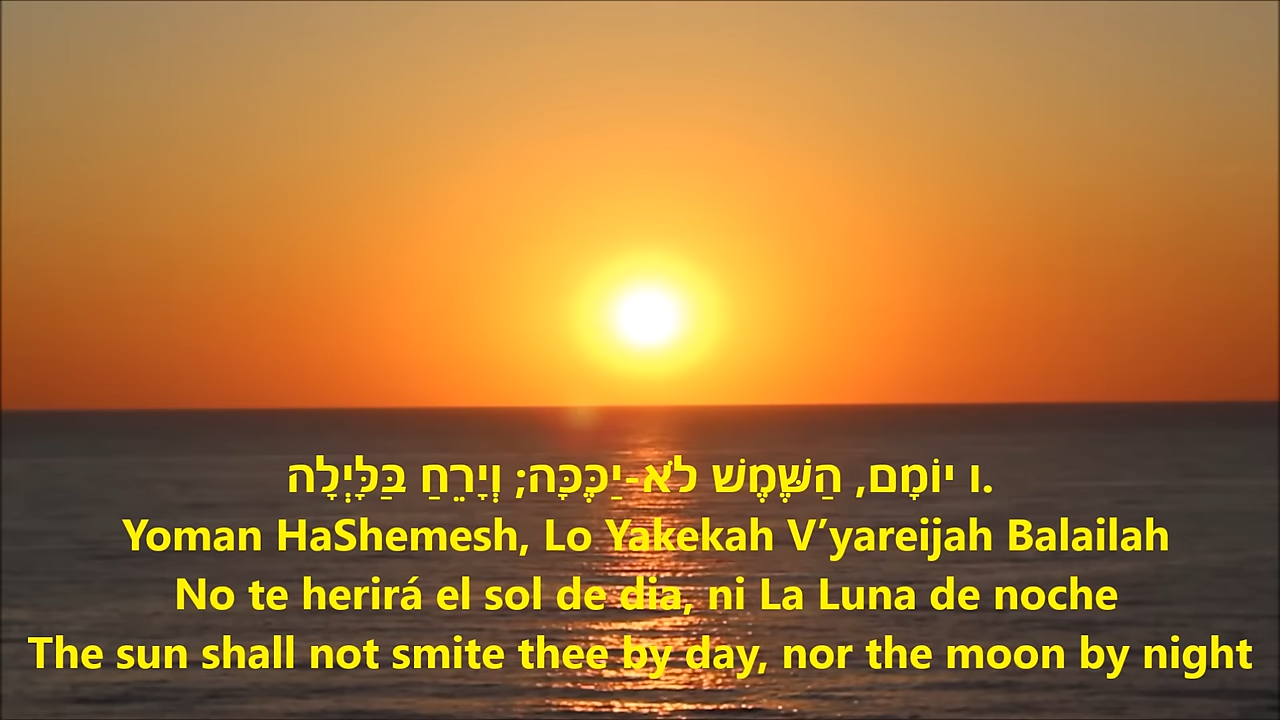 ו יוֹמָם, הַשֶּׁמֶשׁ לֹא-יַכֶּכָּה; וְיָרֵחַ בַּלָּיְלָה.
Yoman HaShemesh, Lo Yakekah V’yareijah Balailah
No te herirá el sol de dia, ni La Luna de noche
The sun shall not smite thee by day, nor the moon by night